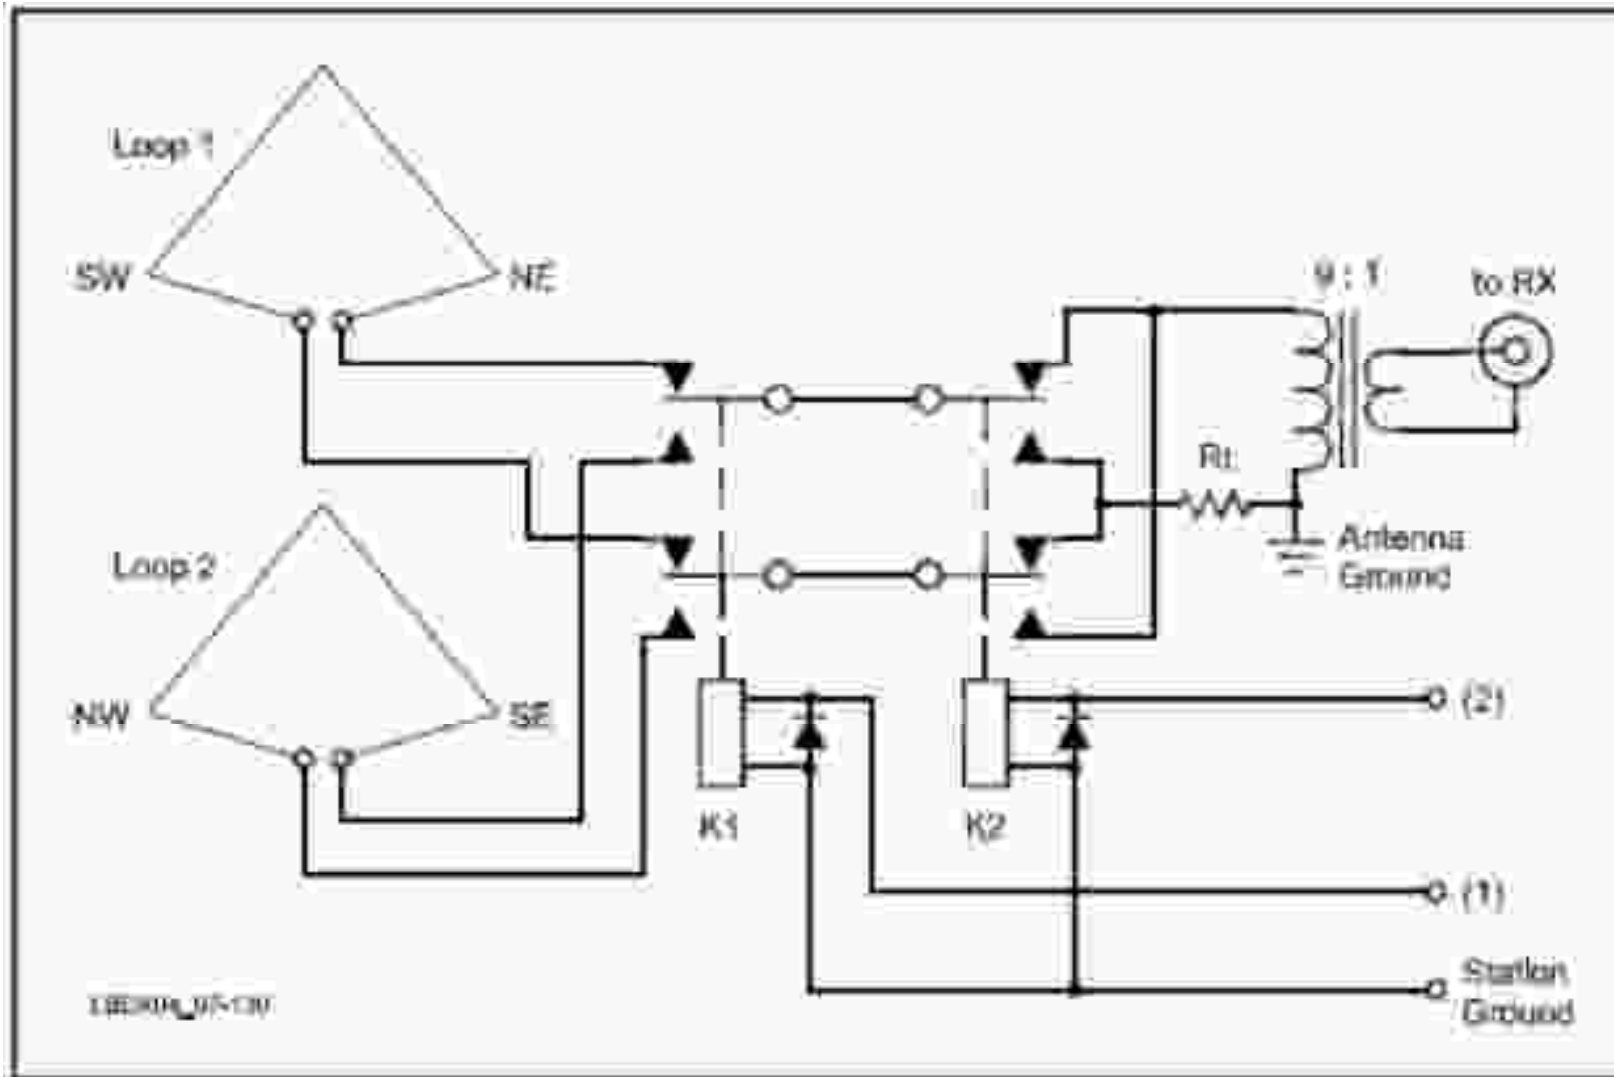 Loop 1
SW
NE
9 : 1
to RX
Rt
Antenna
Ground
Loop 2
NW
SE
K1
K2
(2)
(1)
Station
Ground